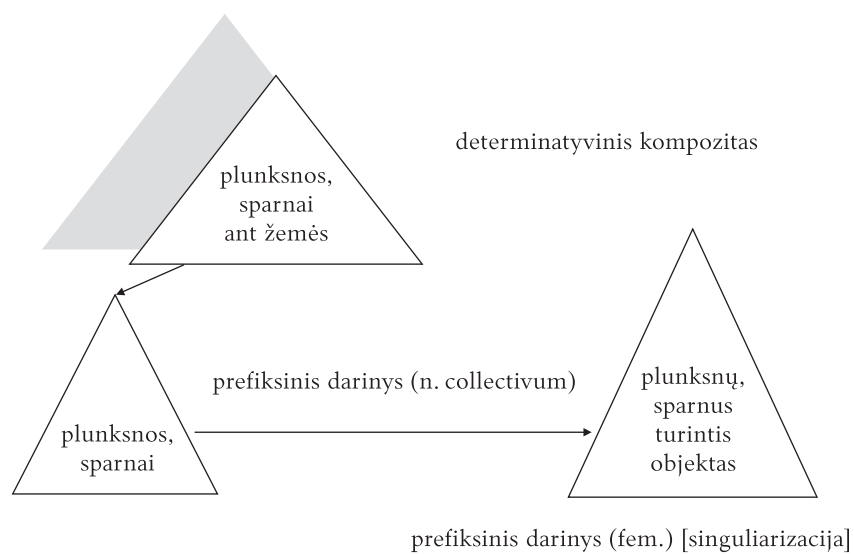 determinatyvinis kompozitas
plunksnos,
sparnai
ant žemės
prefiksinis darinys (n. collectivum)
plunksnų,
sparnus
turintis
objektas
plunksnos,
sparnai
prefiksinis darinys (fem.) [singuliarizacija]